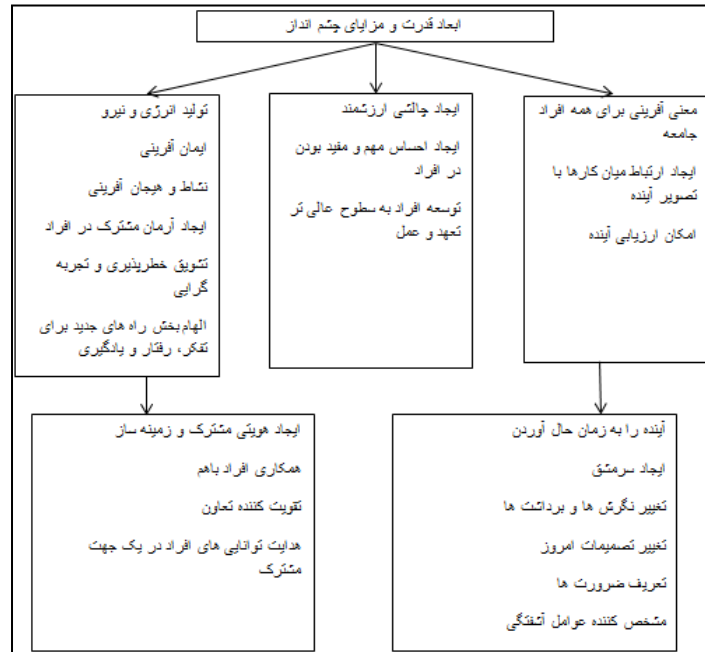 ابعاد قدرت و مزایای چشم انداز
معنی آفرینی برای همه افراد
جامعه
ایجاد ارتباط میان کارها با
تصویر آینده
امکان ارزیابی آینده
ایجاد چالشی ارزشمند
ایجاد احساس مهم و مفید بودن
در افراد
توسعه افراد به سطوح عالی تر
تعهد و عمل
تولید انرژی و نیرو
ایمان آفرینی
نشاط و هیجان آفرینی
ایجاد آرمان مشترک در افراد
تشویق خطرپذیری و تجربه
گرایی
الهام بخش راه های جدید برای
تفکر، رفتار و یادگیری
آینده را به زمان حال آوردن
ایجاد سرمشق
تغییر نگرش ها و برداشت ها
تغییر تصمیمات امروز
تعریف ضرورت ها
مشخص کننده عوامل آشفتگی
ایجاد هویتی مشترک و زمینه ساز
همکاری افراد باهم
تقویت کننده تعاون
هدایت توانایی های افراد در یک جهت
مشترک